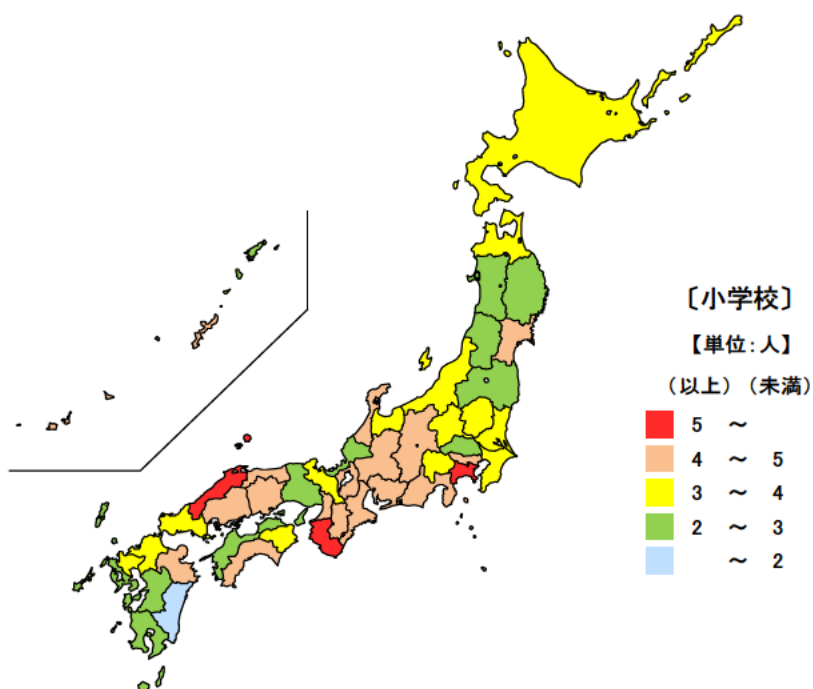 〔小学校〕
【単位:人】
（以上）（未満）
5 ～
4 ～ 5
3 ～ 4
2 ～ 3
～ 2